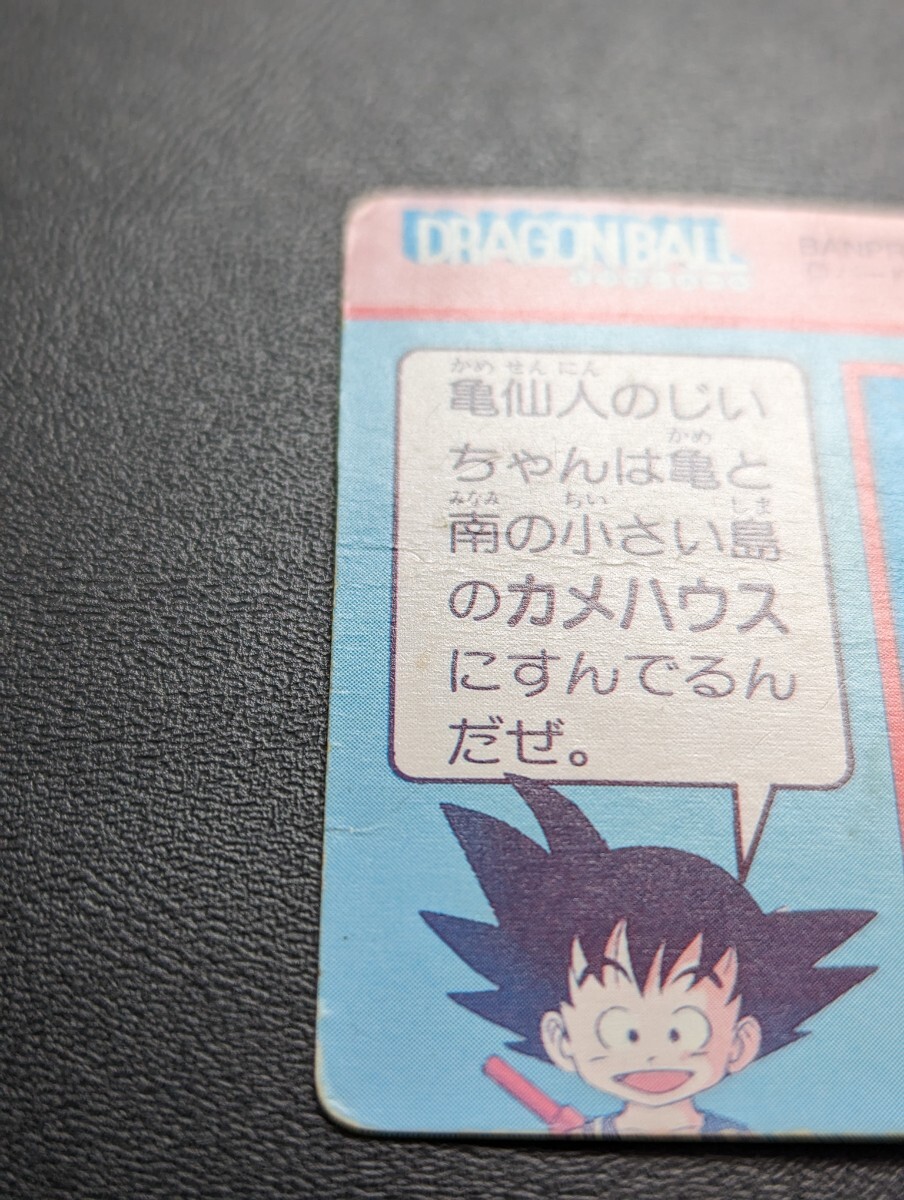 DRAGON BALL
かめ せん にん
亀仙人のじい
かめ
ちゃんは亀と
みなみ ちい しま
南の小さい島
のカメハウス
にすんでるん
だぜ。